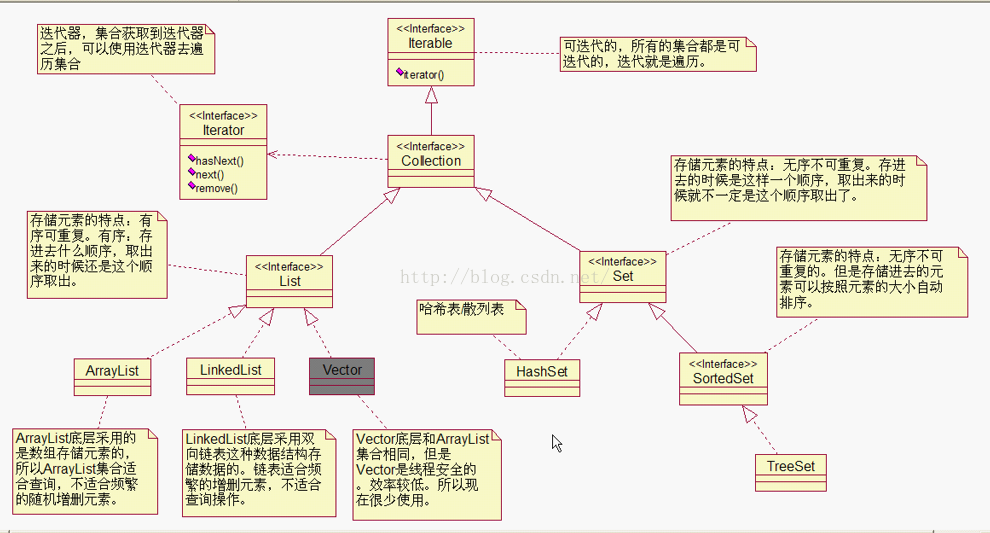 迭代器，集合获取到迭代器
之后，可以使用迭代器去遍
历集合
<<Interface>>
Iterable
iterator()
可迭代的，所有的集合都是可
迭代的，迭代就是遍历。
<<Interface>>
Iterator
hasNext()
next()
remove()
<<Interface>>
Collection
存储元素的特点：无序不可重复。存进
去的时候是这样一个顺序，取出来的时
候就不一定是这个顺序取出了。
存储元素的特点：有
序可重复。有序：存
进去什么顺序，取出
来的时候还是这个顺
序取出。
<<Interface>>
List
http://blog.csdn.net/
<<Interface>>
Set
存储元素的特点：无序不可
重复的。但是存储进去的元
素可以按照元素的大小自动
排序。
哈希表/散列表
ArrayList
LinkedList
Vector
HashSet
<<Interface>>
SortedSet
ArrayList底层采用的
是数组存储元素的，
所以ArrayList集合适
合查询，不适合频繁
的随机增删元素。
LinkedList底层采用双
向链表这种数据结构存
储数据的。链表适合频
繁的增删元素，不适合
查询操作。
Vector底层和ArrayList
集合相同，但是
Vector是线程安全的
。效率较低。所以现
在很少使用。
TreeSet